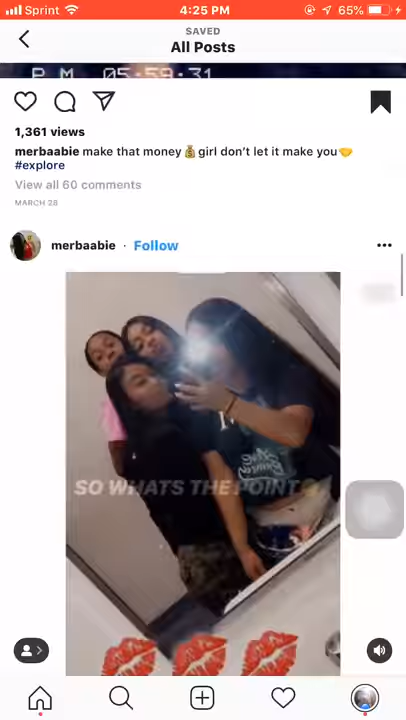 Sprint 4:25 PM 65%
SAVED
All Posts
P.M. 05:59:31
1,361 views
merbaabie make that money💰girl don't let it make you🤝
#explore
View all 60 comments
MARCH 28
merbaabie · Follow
SO WHATS THE POINT